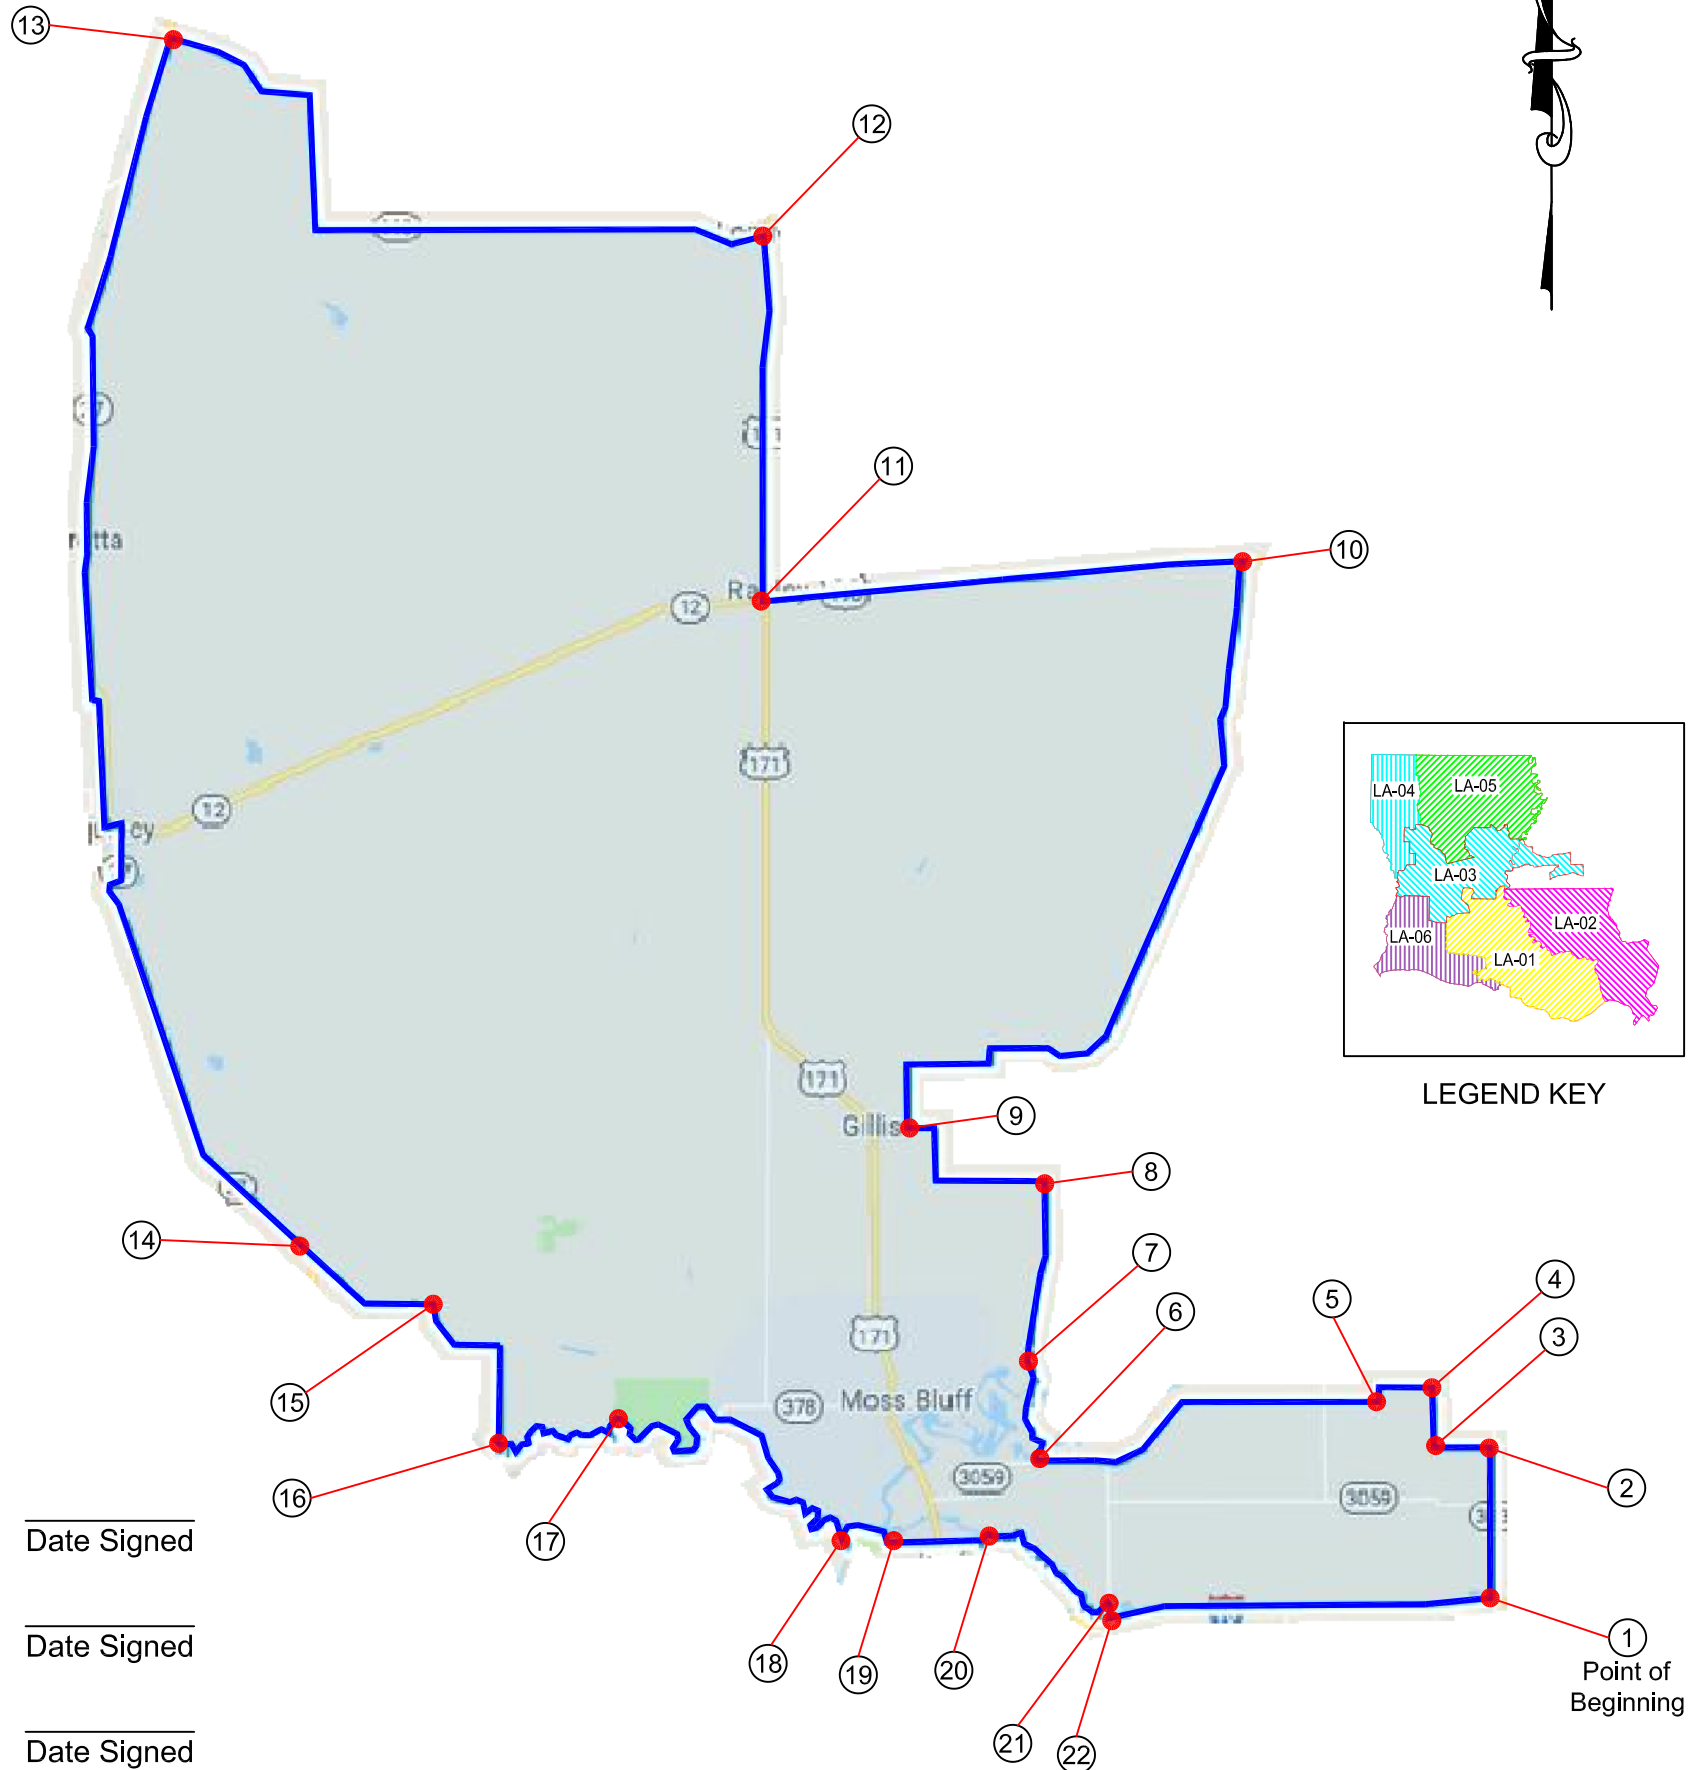 13
12
11
10
12
171
12
LA-04
LA-05
LA-03
LA-02
LA-06
LA-01
LEGEND KEY
171
Gillis
9
8
14
7
4
5
6
3
171
15
378
Moss Bluff
3059
3059
2
16
17
Date Signed
18
19
20
1
Point of
Beginning
Date Signed
21
22
Date Signed